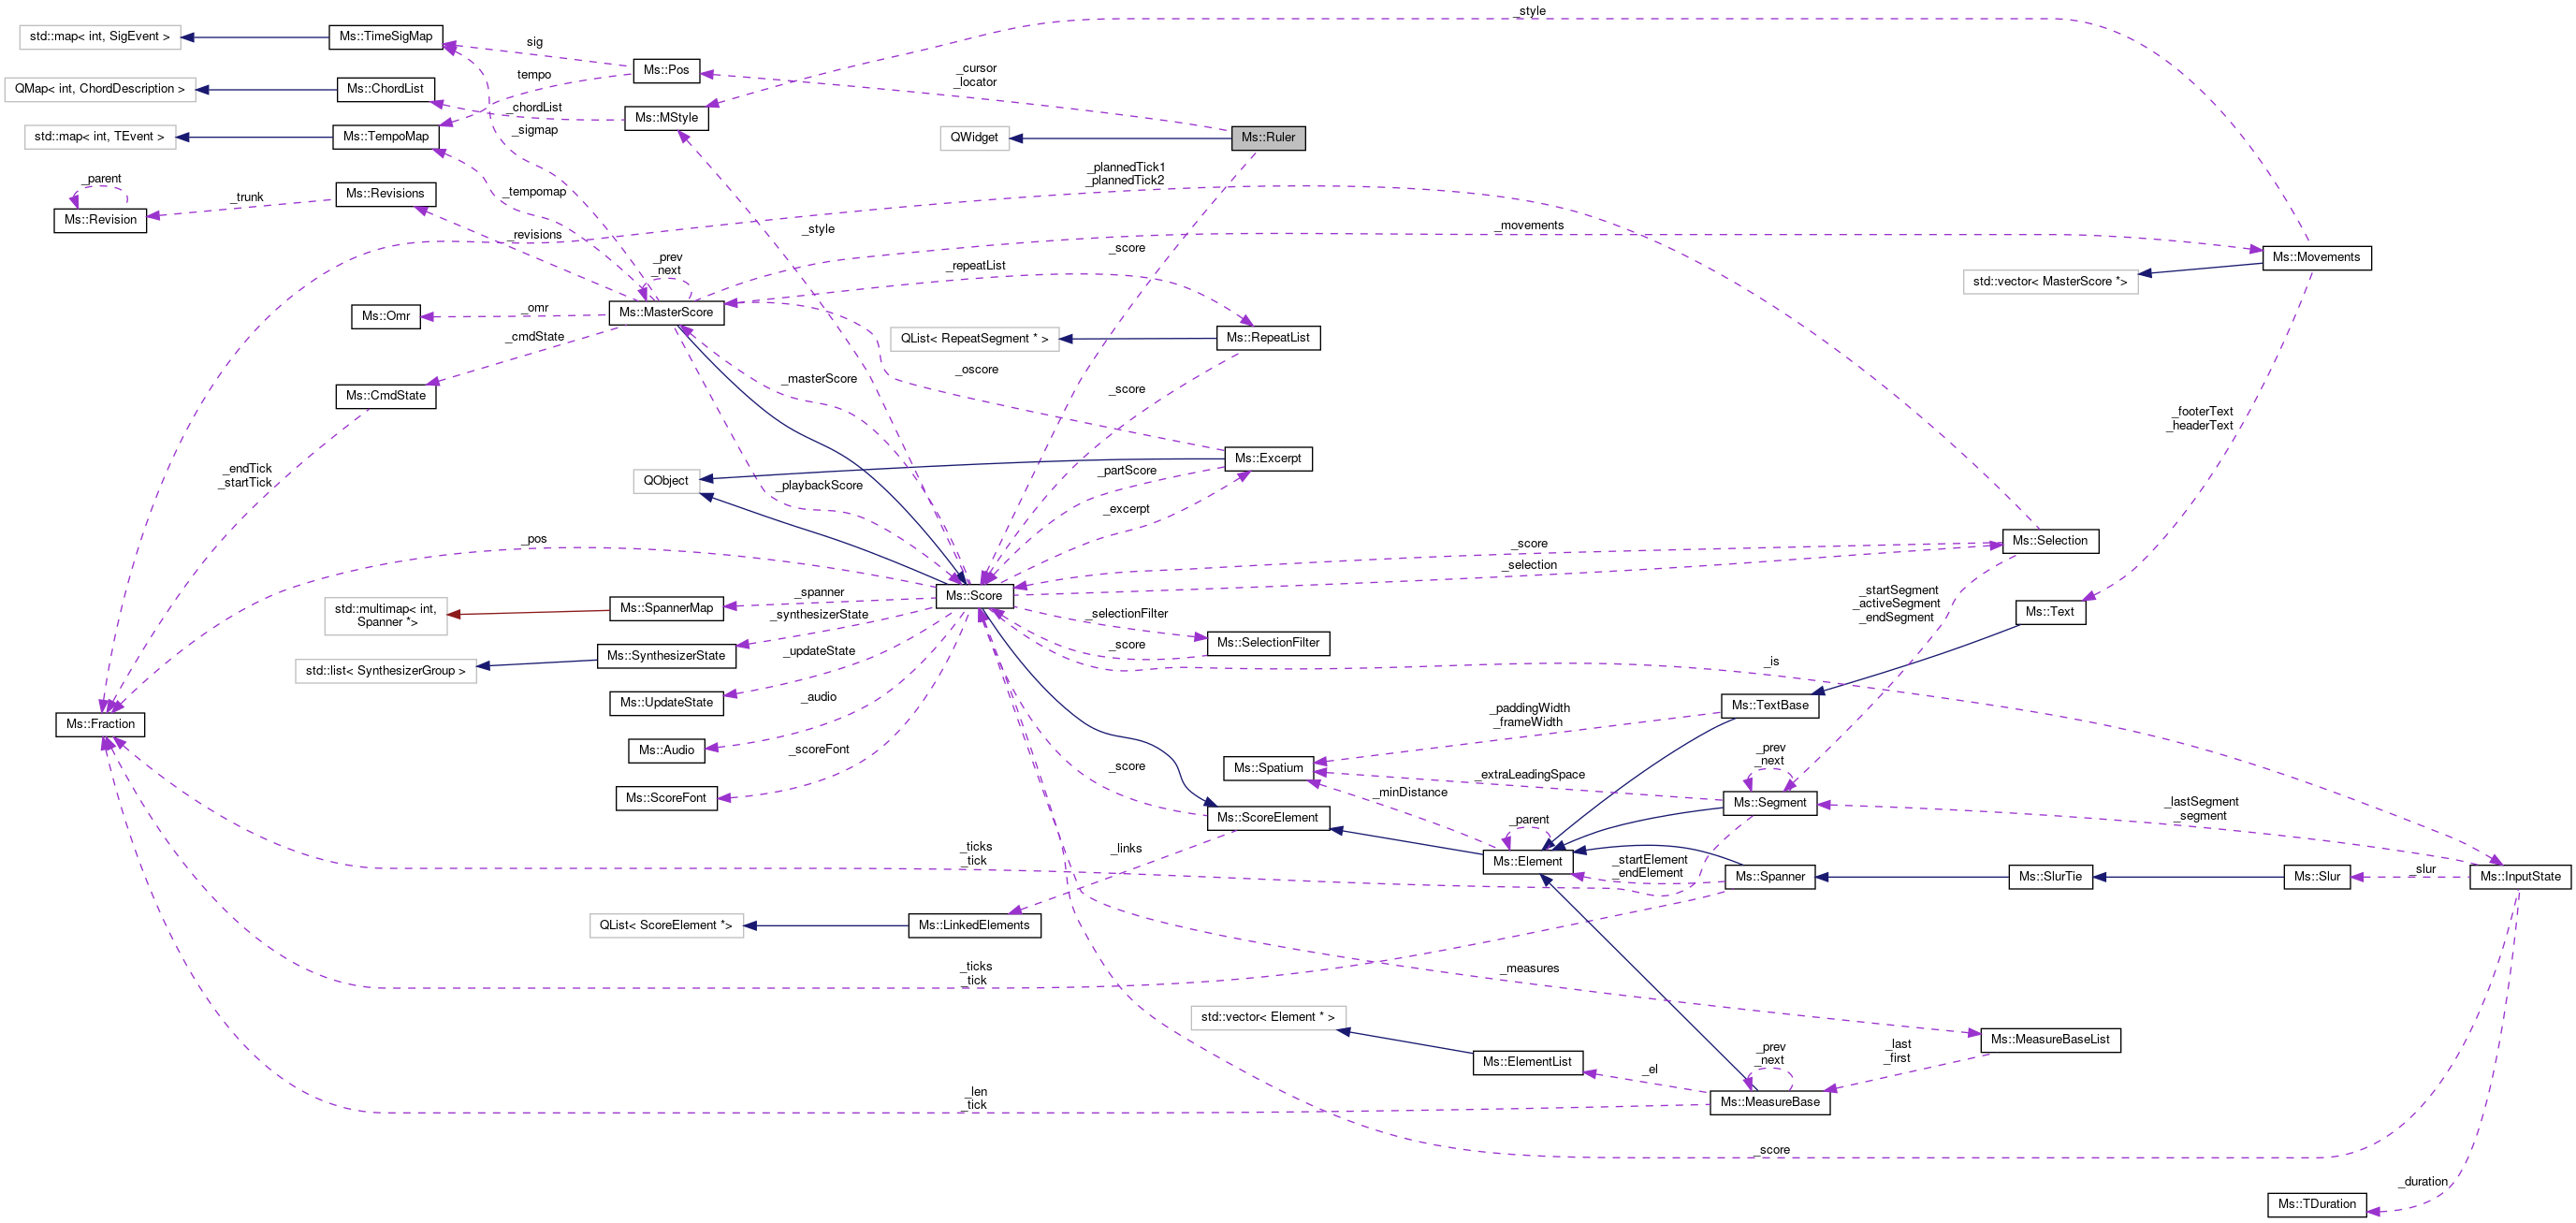 _style
std::map< int, SigEvent >
Ms::TimeSigMap
sig
Ms::Pos
_cursor
_locator
tempo
QMap< int, ChordDescription >
Ms::ChordList
_chordList
Ms::MStyle
_sigmap
std::map< int, TEvent >
Ms::TempoMap
QWidget
Ms::Ruler
_plannedTick1
_plannedTick2
_parent
Ms::Revision
_trunk
Ms::Revisions
_tempomap
_revisions
_style
_score
_movements
Ms::Movements
std::vector< MasterScore *>
_prev
_next
_repeatList
Ms::Omr
_omr
Ms::MasterScore
_cmdState
QList< RepeatSegment * >
Ms::RepeatList
Ms::CmdState
_masterScore
_oscore
_score
_footerText
_headerText
_endTick
_startTick
QObject
_playbackScore
_partScore
Ms::Excerpt
_excerpt
_pos
_score
_selection
Ms::Selection
std::multimap< int,
Spanner *>
Ms::SpannerMap
_spanner
Ms::Score
_synthesizerState
_startSegment
_activeSegment
_endSegment
Ms::Text
_selectionFilter
Ms::SelectionFilter
_score
std::list< SynthesizerGroup >
Ms::SynthesizerState
_updateState
_is
Ms::UpdateState
_audio
Ms::Fraction
Ms::Audio
_scoreFont
Ms::ScoreFont
_paddingWidth
_frameWidth
Ms::TextBase
Ms::Spatium
_extraLeadingSpace
_prev
_next
Ms::Segment
_score
_minDistance
Ms::ScoreElement
_parent
Ms::Element
_lastSegment
_segment
_links
_ticks
_tick
_startElement
_endElement
Ms::Spanner
Ms::SlurTie
Ms::Slur
_slur
Ms::InputState
QList< ScoreElement *>
Ms::LinkedElements
_ticks
_tick
_measures
std::vector< Element * >
Ms::MeasureBaseList
_last
_first
Ms::ElementList
_el
_prev
_next
Ms::MeasureBase
_len
_tick
_score
_duration
Ms::TDuration